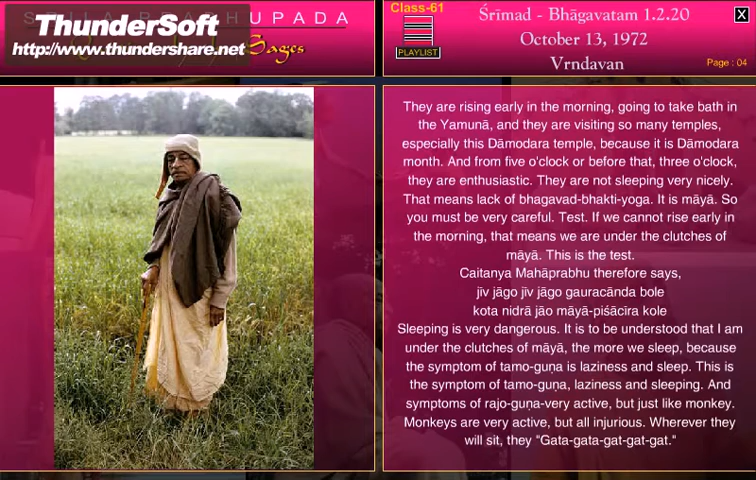 SRILA PRABHUPADA
ThunderSoft
http://www.thundershare.net
Sages
Class-61
PLAYLIST
Śrīmad - Bhāgavatam 1.2.20
October 13, 1972
Vrndavan
X
Page : 04
They are rising early in the morning, going to take bath in
the Yamunā, and they are visiting so many temples,
especially this Dāmodara temple, because it is Dāmodara
month. And from five o'clock or before that, three o'clock,
they are enthusiastic. They are not sleeping very nicely.
That means lack of bhagavad-bhakti-yoga. It is māyā. So
you must be very careful. Test. If we cannot rise early in
the morning, that means we are under the clutches of
māyā. This is the test.
Caitanya Mahāprabhu therefore says,
jīv jāgo jīv jāgo gauracānda bole
kota nidrā jāo māyā-piśācīra kole
Sleeping is very dangerous. It is to be understood that I am
under the clutches of māyā, the more we sleep, because
the symptom of tamo-guṇa is laziness and sleep. This is
the symptom of tamo-guṇa, laziness and sleeping. And
symptoms of rajo-guṇa-very active, but just like monkey.
Monkeys are very active, but all injurious. Wherever they
will sit, they "Gata-gata-gat-gat-gat."